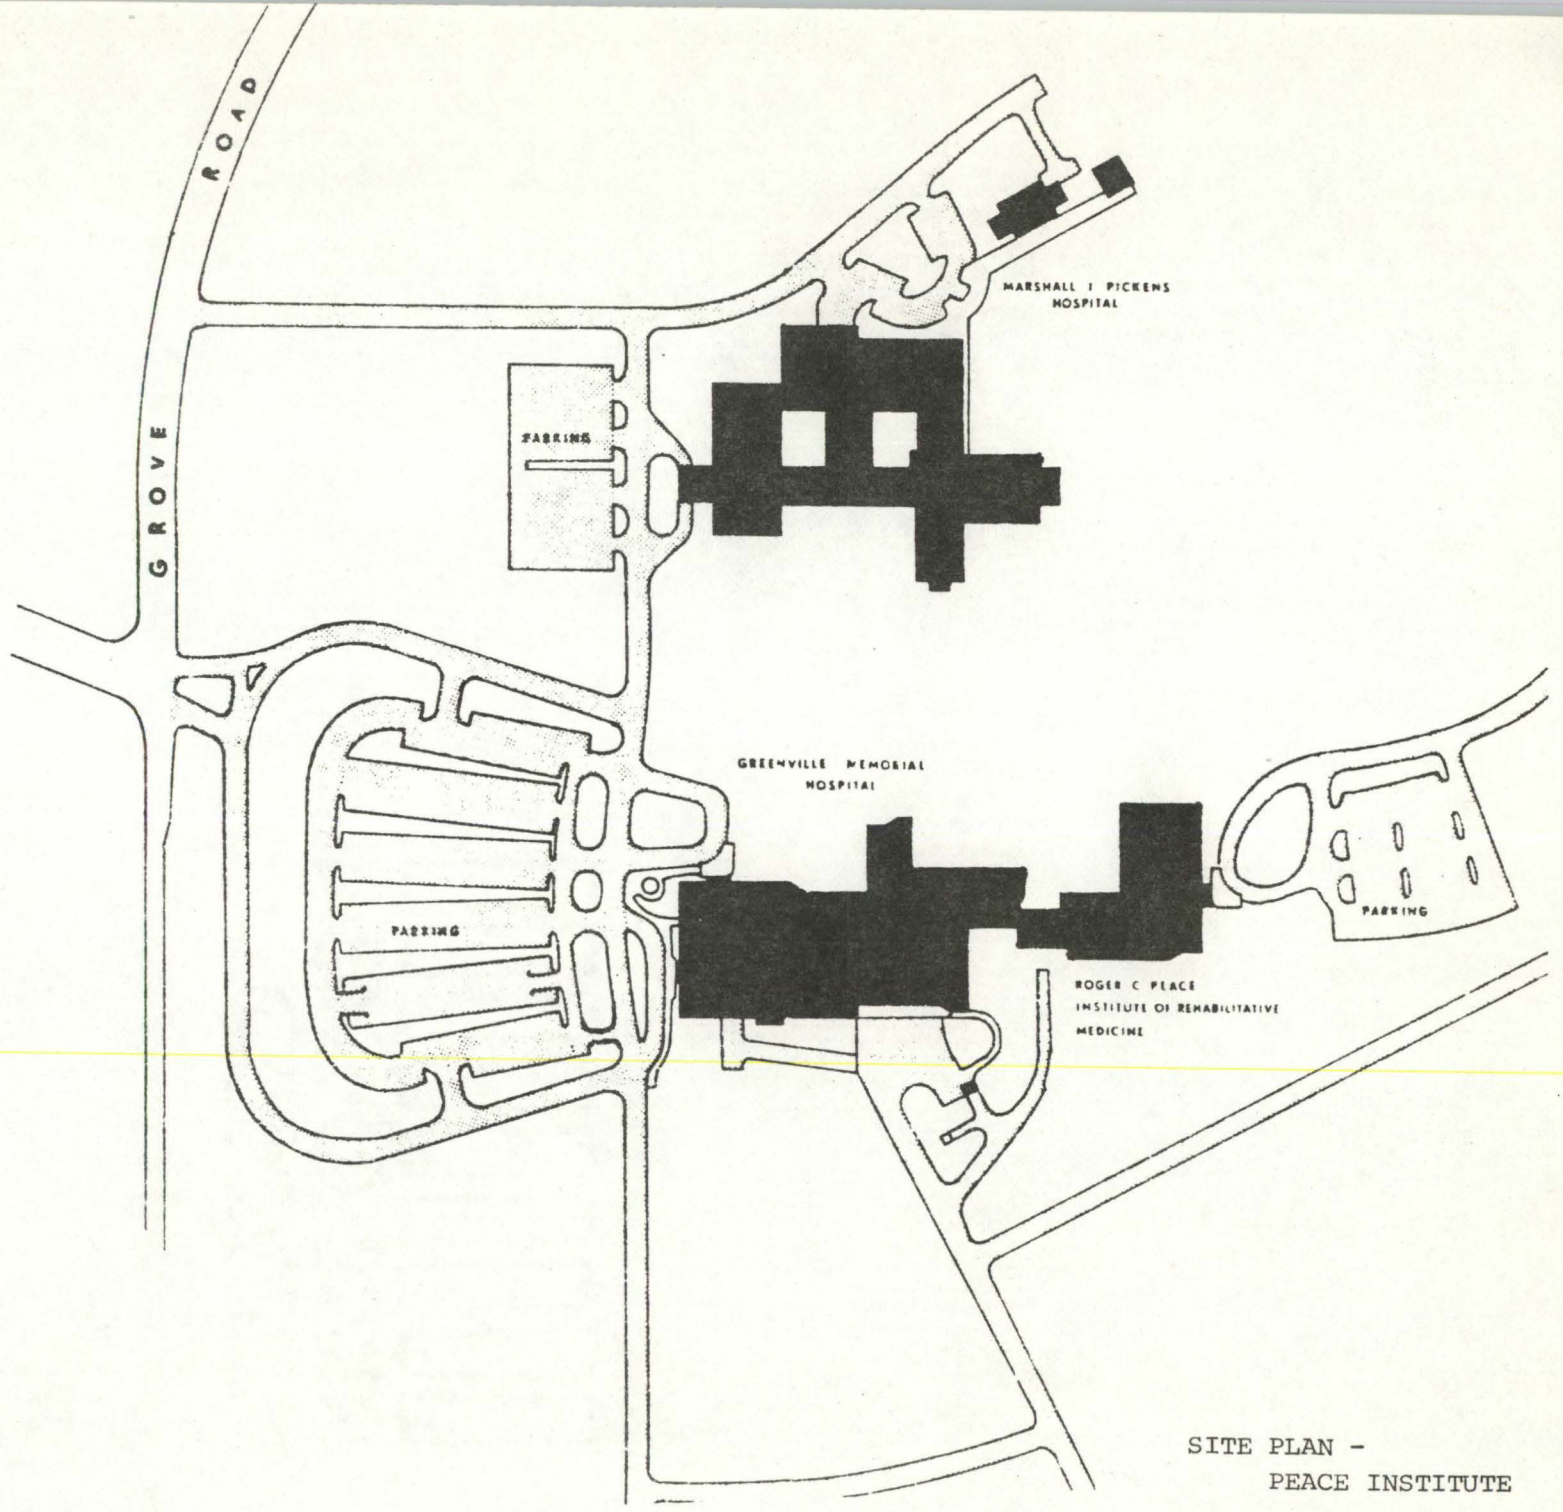 GROVE ROAD
MARSHALL I PICKENS
HOSPITAL
PARKING
GREENVILLE MEMORIAL
HOSPITAL
PARKING
PARKING
ROGER C PEACE
INSTITUTE OF REHABILITATIVE
MEDICINE
SITE PLAN -
PEACE INSTITUTE